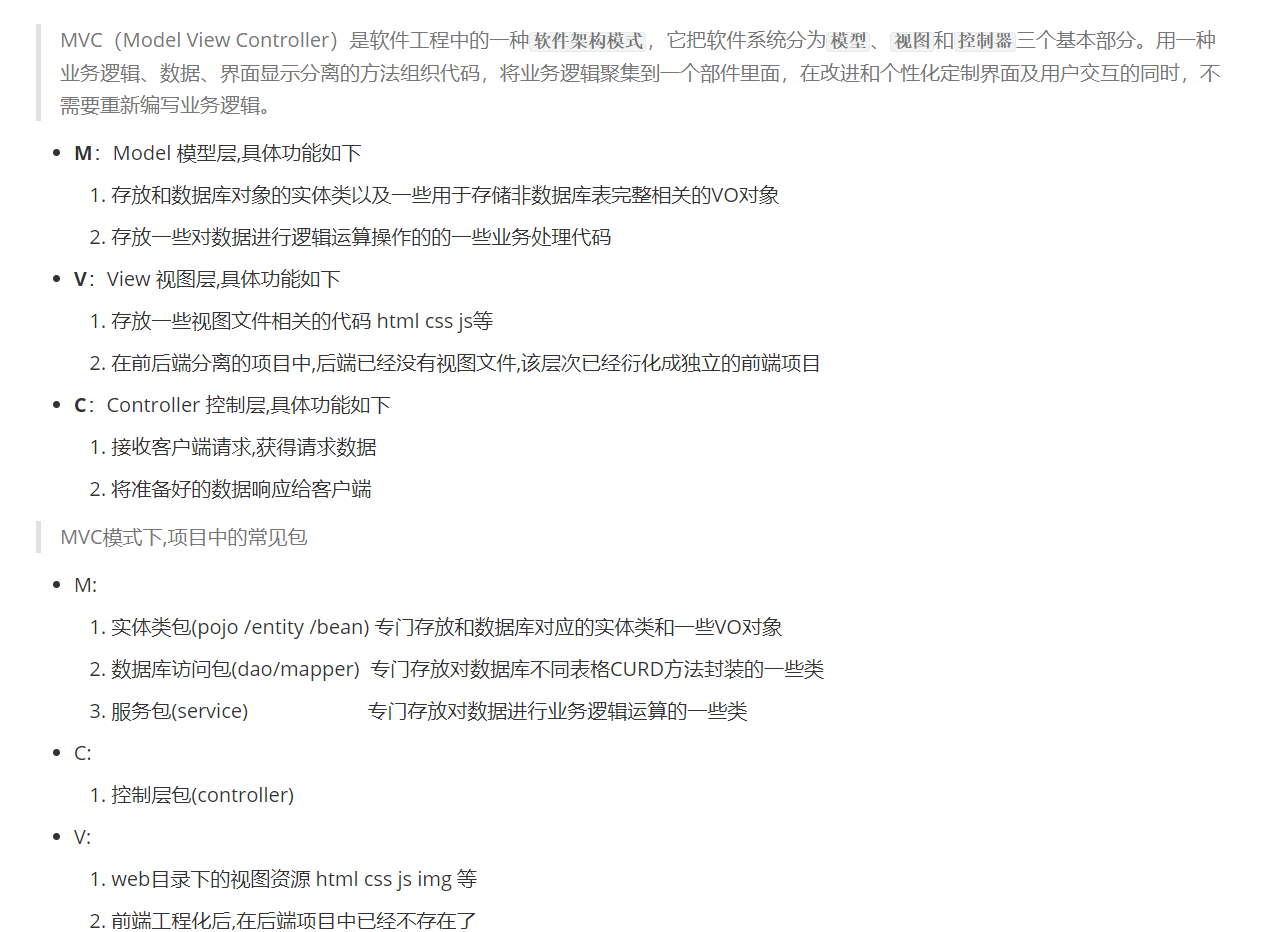 MVC（Model View Controller）是软件工程中的一种软件架构模式，它把软件系统分为模型、视图和控制器三个基本部分。用一种
业务逻辑、数据、界面显示分离的方法组织代码，将业务逻辑聚集到一个部件里面，在改进和个性化定制界面及用户交互的同时，不
需要重新编写业务逻辑。
• M：Model 模型层,具体功能如下
1. 存放和数据库对象的实体类以及一些用于存储非数据库表完整相关的VO对象
2. 存放一些对数据进行逻辑运算操作的的一些业务处理代码
• V：View 视图层,具体功能如下
1. 存放一些视图文件相关的代码 html css js等
2. 在前后端分离的项目中,后端已经没有视图文件,该层次已经衍化成独立的前端项目
• C：Controller 控制层,具体功能如下
1. 接收客户端请求,获得请求数据
2. 将准备好的数据响应给客户端
MVC模式下,项目中的常见包
• M:
1. 实体类包(pojo /entity /bean) 专门存放和数据库对应的实体类和一些VO对象
2. 数据库访问包(dao/mapper) 专门存放对数据库不同表格CURD方法封装的一些类
3. 服务包(service) 专门存放对数据进行业务逻辑运算的一些类
• C:
1. 控制层包(controller)
• V:
1. web目录下的视图资源 html css js img 等
2. 前端工程化后,在后端项目中已经不存在了